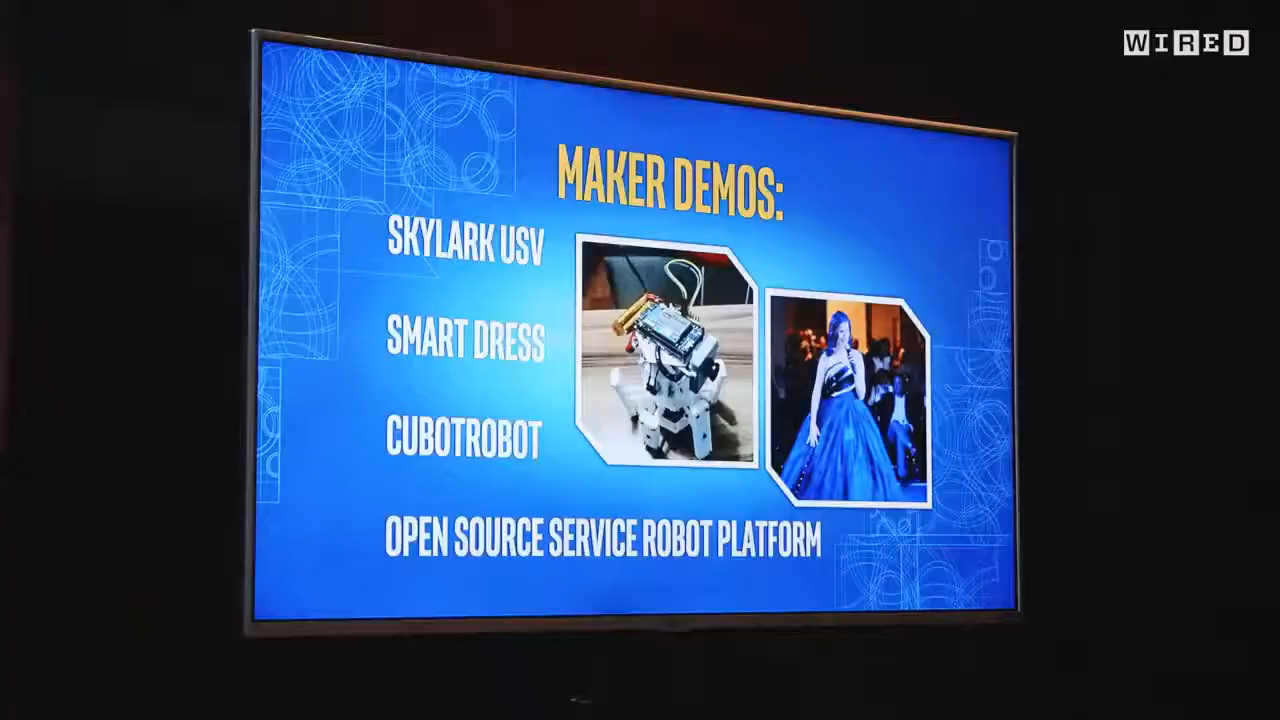 WIRED
MAKER DEMOS:
SKYLARK USV
SMART DRESS
CUBOTROBOT
OPEN SOURCE SERVICE ROBOT PLATFORM